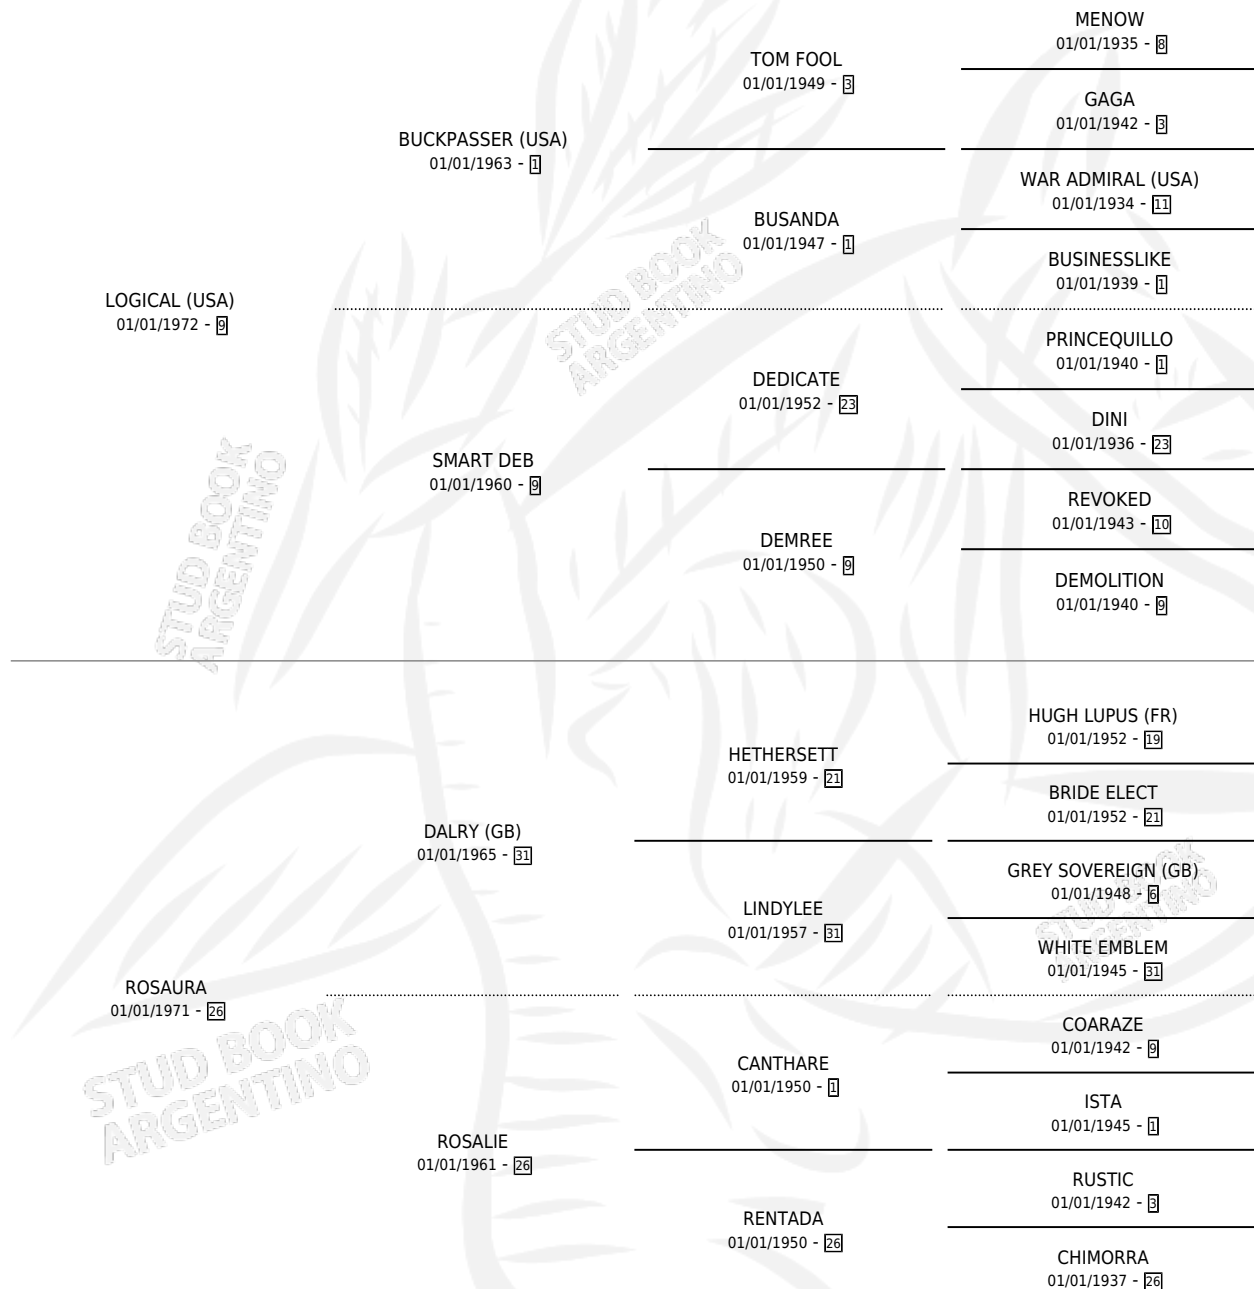 MENOW
01/01/1935 - 8
TOM FOOL
01/01/1949 - 3
GAGA
01/01/1942 - 3
BUCKPASSER (USA)
01/01/1963 - 1
WAR ADMIRAL (USA)
01/01/1934 - 11
BUSANDA
01/01/1947 - 1
BUSINESSLIKE
01/01/1939 - 1
LOGICAL (USA)
01/01/1972 - 9
PRINCEQUILLO
01/01/1940 - 1
DEDICATE
01/01/1952 - 23
DINI
01/01/1936 - 23
SMART DEB
01/01/1960 - 9
REVOKED
01/01/1943 - 10
DEMREE
01/01/1950 - 9
DEMOLITION
01/01/1940 - 9
HUGH LUPUS (FR)
01/01/1952 - 19
HETHERSETT
01/01/1959 - 21
BRIDE ELECT
01/01/1952 - 21
DALRY (GB)
01/01/1965 - 31
GREY SOVEREIGN (GB)
01/01/1948 - 6
LINDYLEE
01/01/1957 - 31
WHITE EMBLEM
01/01/1945 - 31
ROSAURA
01/01/1971 - 26
COARAZE
01/01/1942 - 9
CANTHARE
01/01/1950 - 1
ISTA
01/01/1945 - 1
ROSALIE
01/01/1961 - 26
RUSTIC
01/01/1942 - 3
RENTADA
01/01/1950 - 26
CHIMORRA
01/01/1937 - 26
STUD BOOK
ARGENTINO
STUD BOOK
ARGENTINO
STUD BOOK
ARGENTINO
STUD BOOK
ARGENTINO